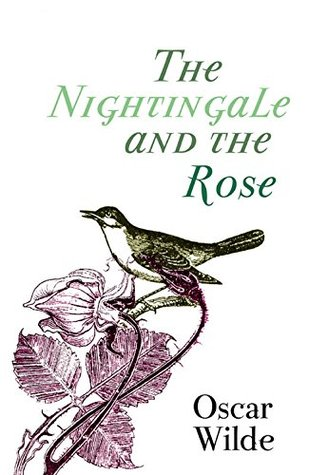 The
Nightingale
and the
Rose
Oscar
Wilde